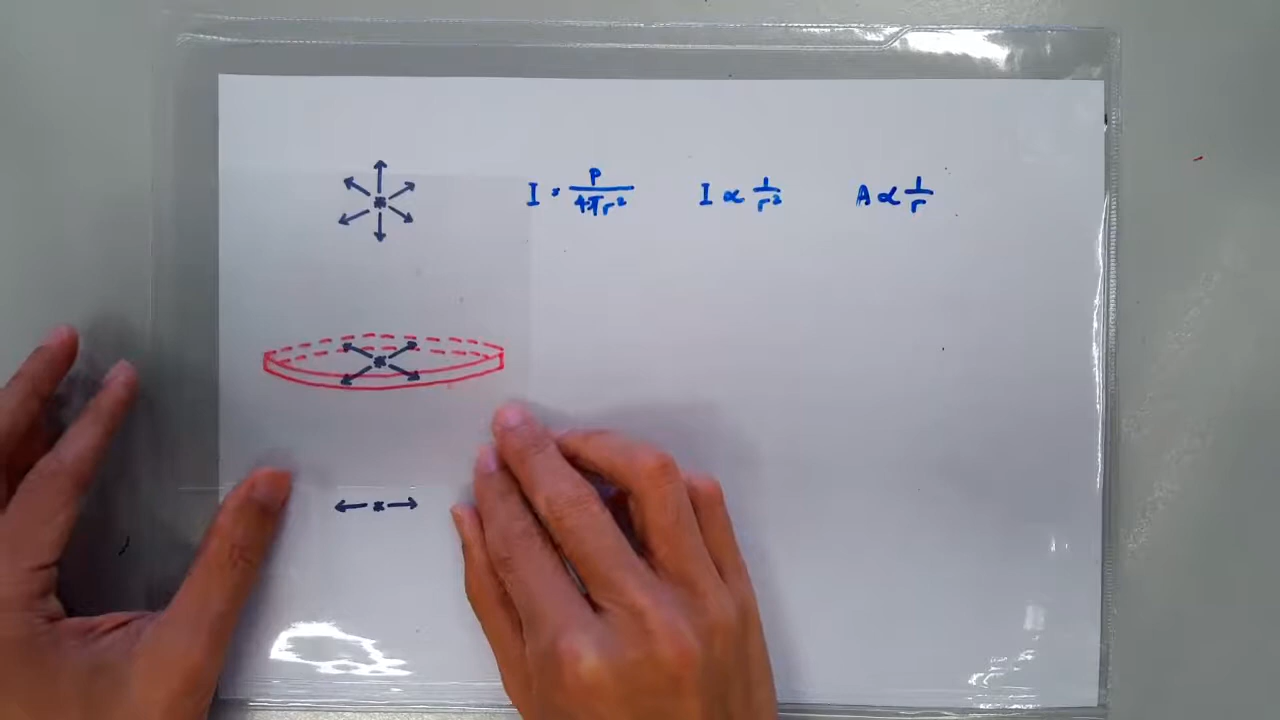 I = P/4πr² I ∝ 1/r² A ∝ 1/r